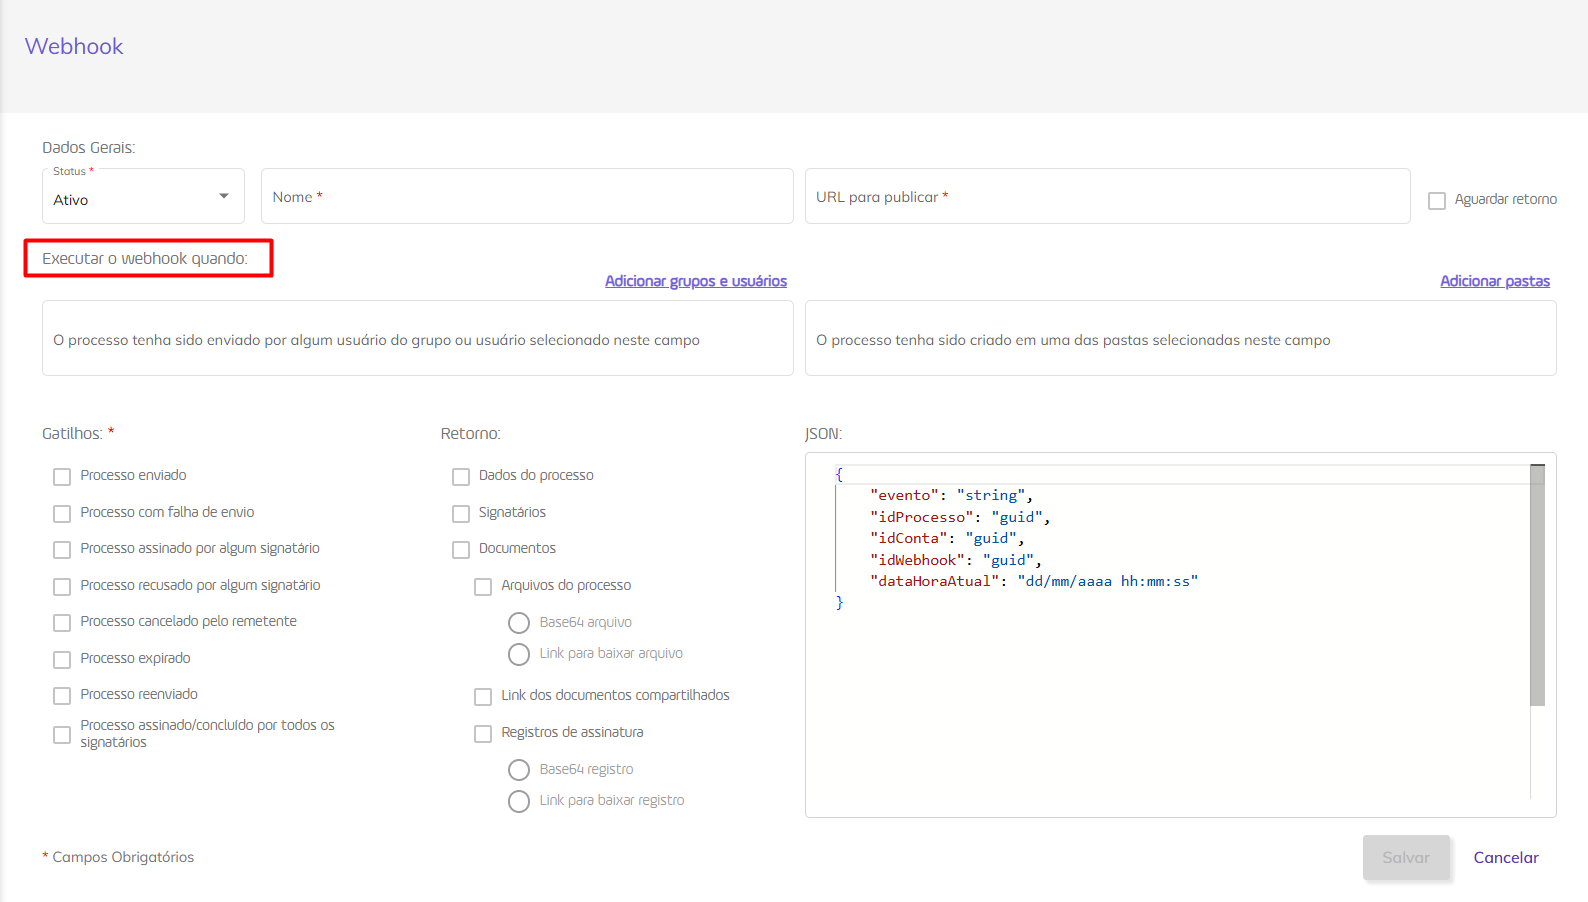 Webhook
Dados Gerais:
Status *
Ativo
Nome *
URL para publicar *
Aguardar retorno
Executar o webhook quando:
Adicionar grupos e usuários
Adicionar pastas
O processo tenha sido enviado por algum usuário do grupo ou usuário selecionado neste campo
O processo tenha sido criado em uma das pastas selecionadas neste campo
Gatilhos: *
Processo enviado
Processo com falha de envio
Processo assinado por algum signatário
Processo recusado por algum signatário
Processo cancelado pelo remetente
Processo expirado
Processo reenviado
Processo assinado/concluído por todos os
signatários
Retorno:
Dados do processo
Signatários
Documentos
Arquivos do processo
Base64 arquivo
Link para baixar arquivo
Link dos documentos compartilhados
Registros de assinatura
Base64 registro
Link para baixar registro
JSON:
{
"evento": "string",
"idProcesso": "guid",
"idConta": "guid",
"idWebhook": "guid",
"dataHoraAtual": "dd/mm/aaaa hh:mm:ss"
}
* Campos Obrigatórios
Salvar
Cancelar